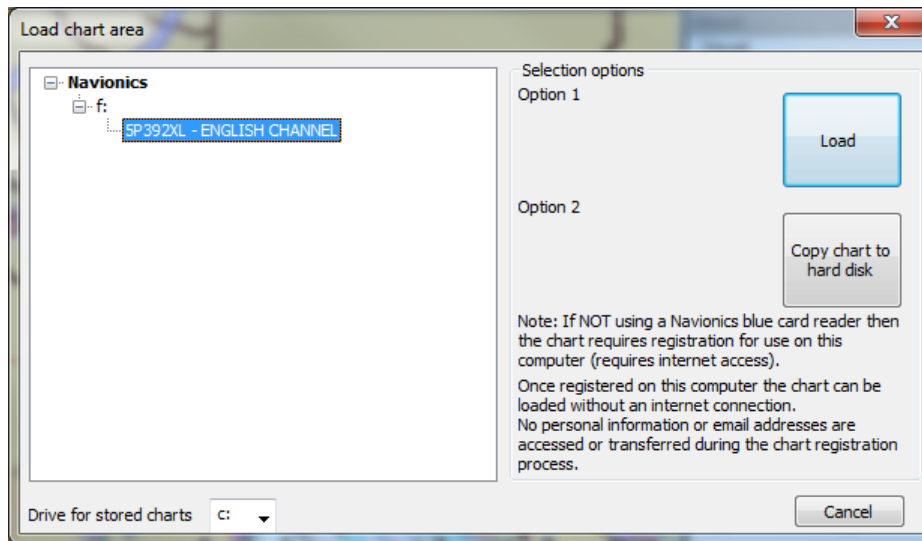 Load chart area
Navionics
f:
5P392XL - ENGLISH CHANNEL
Selection options
Option 1
Load
Option 2
Copy chart to
hard disk
Note: If NOT using a Navionics blue card reader then
the chart requires registration for use on this
computer (requires internet access).
Once registered on this computer the chart can be
loaded without an internet connection.
No personal information or email addresses are
accessed or transferred during the chart registration
process.
Drive for stored charts c:
Cancel